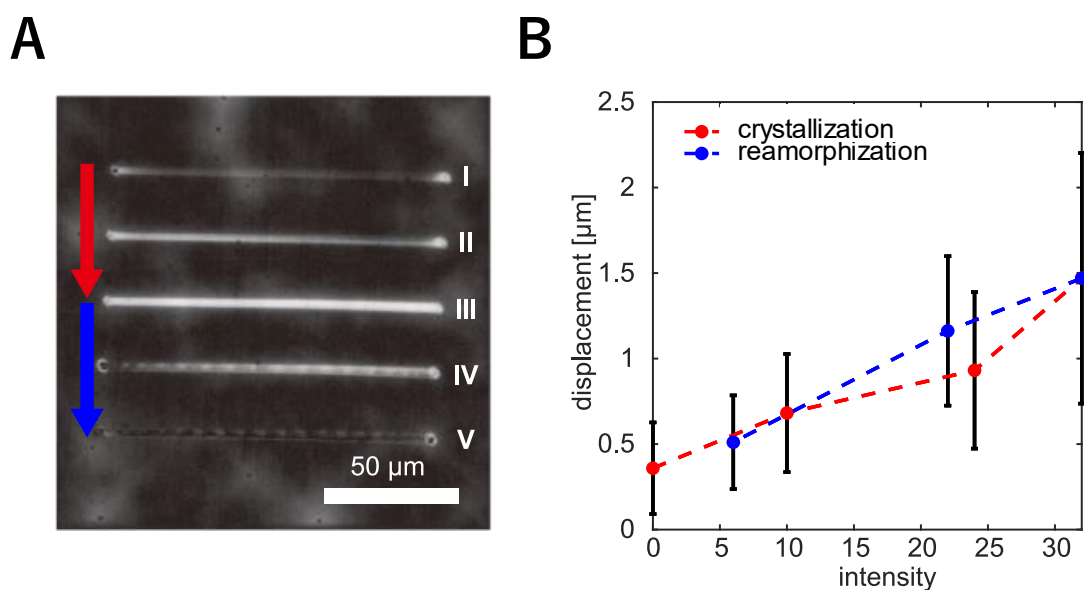 A
B
I
II
III
IV
V
50 µm
2.5
2
1.5
1
0.5
0
displacement [µm]
crystallization
reamorphization
0 5 10 15 20 25 30
intensity